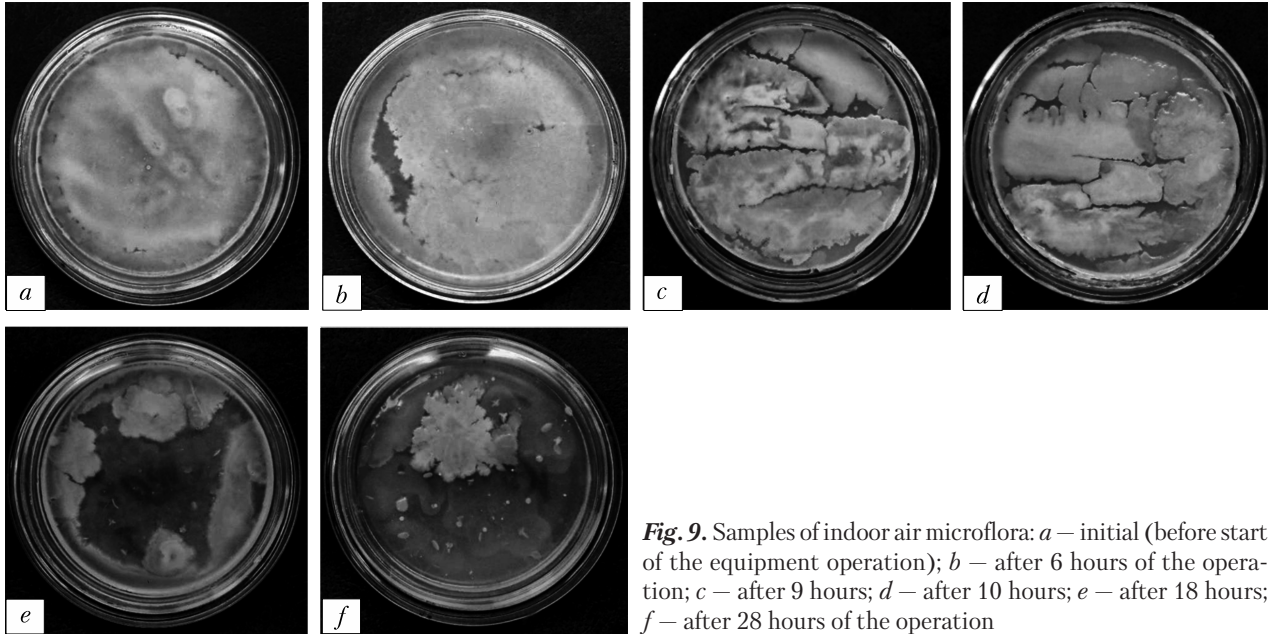 a
b
c
d
e
f
Fig. 9. Samples of indoor air microflora: a — initial (before start
of the equipment operation); b — after 6 hours of the opera-
tion; c — after 9 hours; d — after 10 hours; e — after 18 hours;
f — after 28 hours of the operation